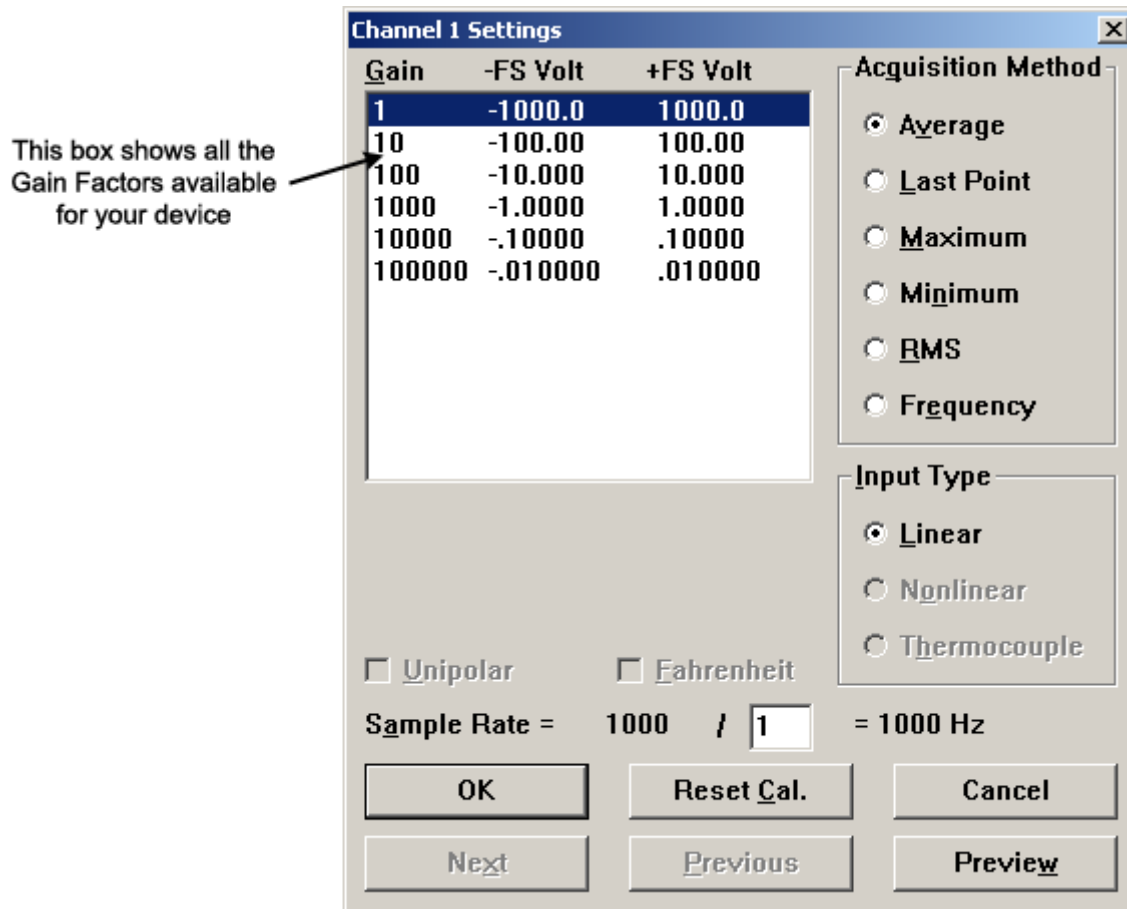 Channel 1 Settings
Gain -FS Volt +FS Volt
1 -1000.0 1000.0
10 -100.00 100.00
100 -10.000 10.000
1000 -1.0000 1.0000
10000 -.10000 .10000
100000 -.010000 .010000
This box shows all the
Gain Factors available
for your device
Acquisition Method
Average
Last Point
Maximum
Minimum
RMS
Frequency
Input Type
Linear
Nonlinear
Thermocouple
Unipolar Fahrenheit
Sample Rate = 1000 / 1 = 1000 Hz
OK Reset Cal. Cancel
Next Previous Preview